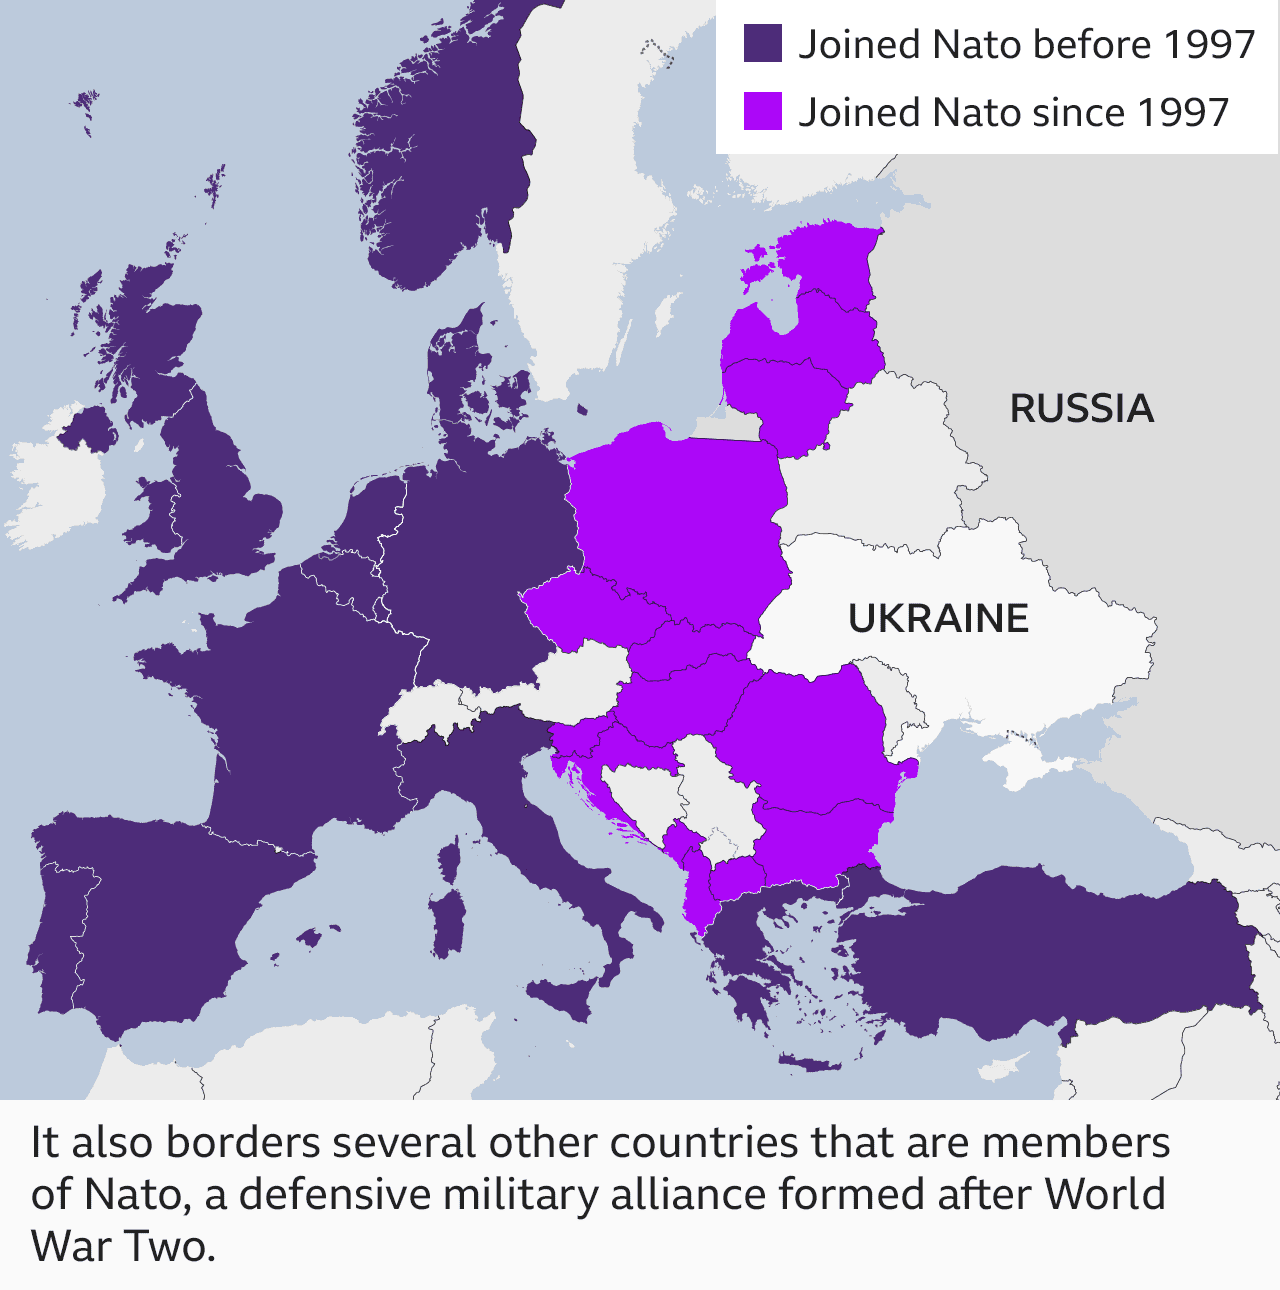 Joined Nato before 1997
Joined Nato since 1997
RUSSIA
UKRAINE
It also borders several other countries that are members
of Nato, a defensive military alliance formed after World
War Two.